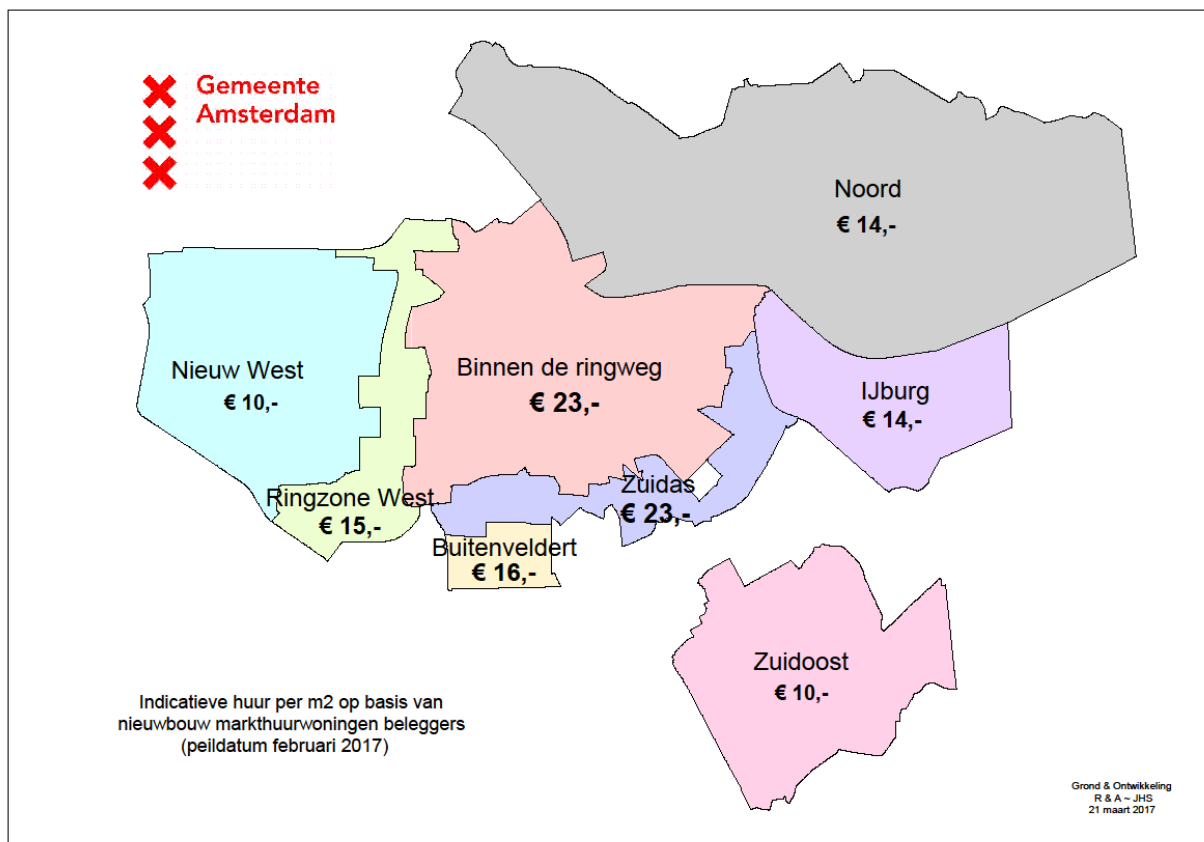 Gemeente
Amsterdam
Noord
€ 14,-
Nieuw West
€ 10,-
Binnen de ringweg
€ 23,-
IJburg
€ 14,-
Ringzone West
€ 15,-
Zuidas
€ 23,-
Buitenveldert
€ 16,-
Zuidoost
€ 10,-
Indicatieve huur per m2 op basis van
nieuwbouw markthuurwoningen beleggers
(peildatum februari 2017)
Grond & Ontwikkeling
R & A ~ JHS
21 maart 2017